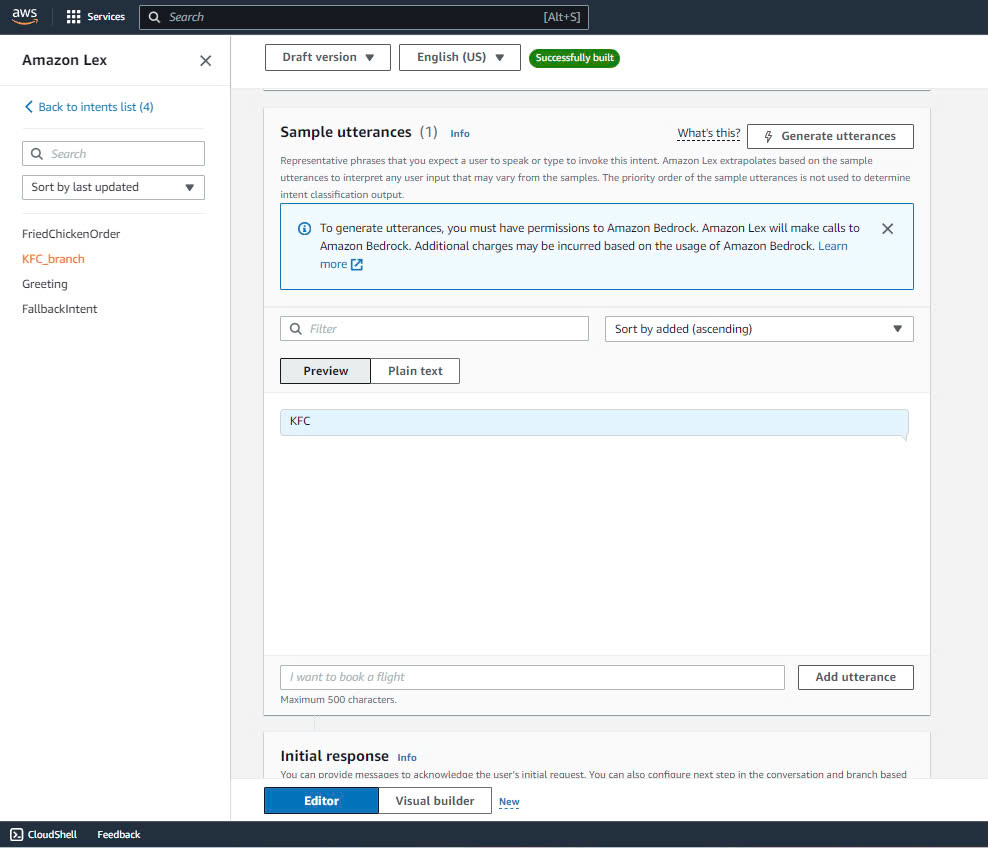 aws
Services
Search
[Alt+S]
Amazon Lex
Draft version
English (US)
Successfully built
Back to intents list (4)
Search
Sort by last updated
FriedChickenOrder
KFC_branch
Greeting
FallbackIntent
Sample utterances (1) Info
What's this?
Generate utterances
Representative phrases that you expect a user to speak or type to invoke this intent. Amazon Lex extrapolates based on the sample
utterances to interpret any user input that may vary from the samples. The priority order of the sample utterances is not used to determine
intent classification output.
To generate utterances, you must have permissions to Amazon Bedrock. Amazon Lex will make calls to
Amazon Bedrock. Additional charges may be incurred based on the usage of Amazon Bedrock. Learn
more
Filter
Sort by added (ascending)
Preview
Plain text
KFC
I want to book a flight
Add utterance
Maximum 500 characters.
Initial response Info
You can provide messages to acknowledge the user's initial request. You can also configure next step in the conversation and branch based
Editor
Visual builder
New
CloudShell
Feedback